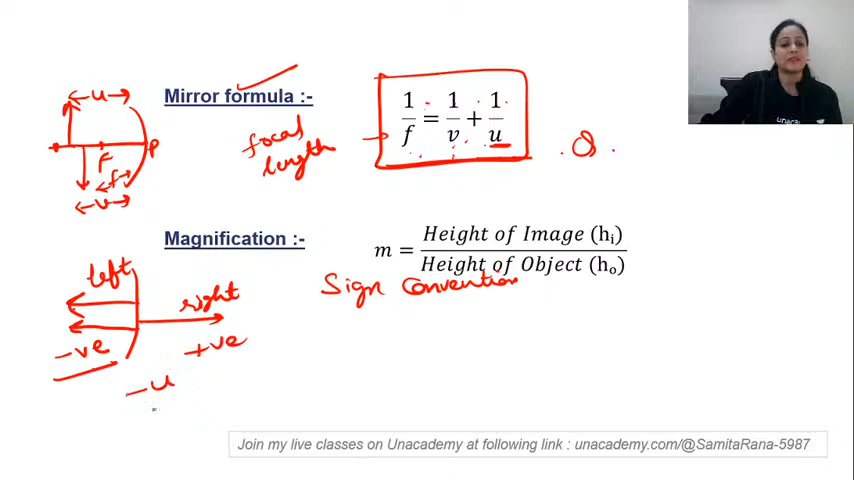 Mirror formula :-
1/f = 1/v + 1/u
focal
length
u
F
P
f
v
Magnification :-
m = Height of Image (hᵢ) / Height of Object (hₒ)
Sign Convention
left
right
-ve
+ve
-u
Join my live classes on Unacademy at following link : unacademy.com/@SamitaRana-5987